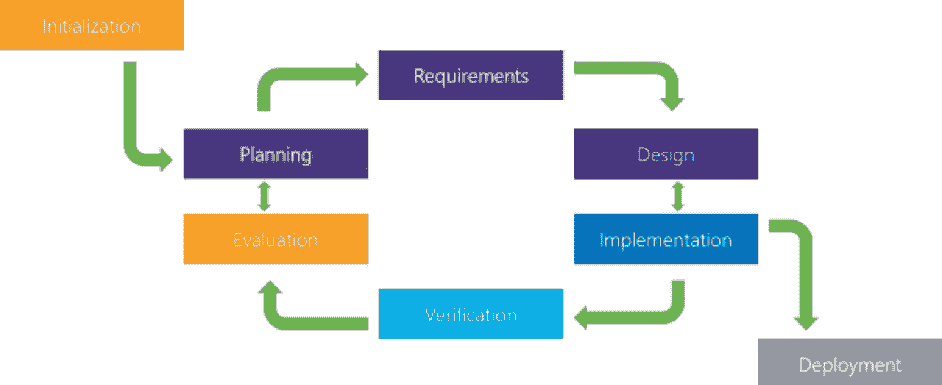 Initialization
Requirements
Planning
Design
Evaluation
Implementation
Verification
Deployment